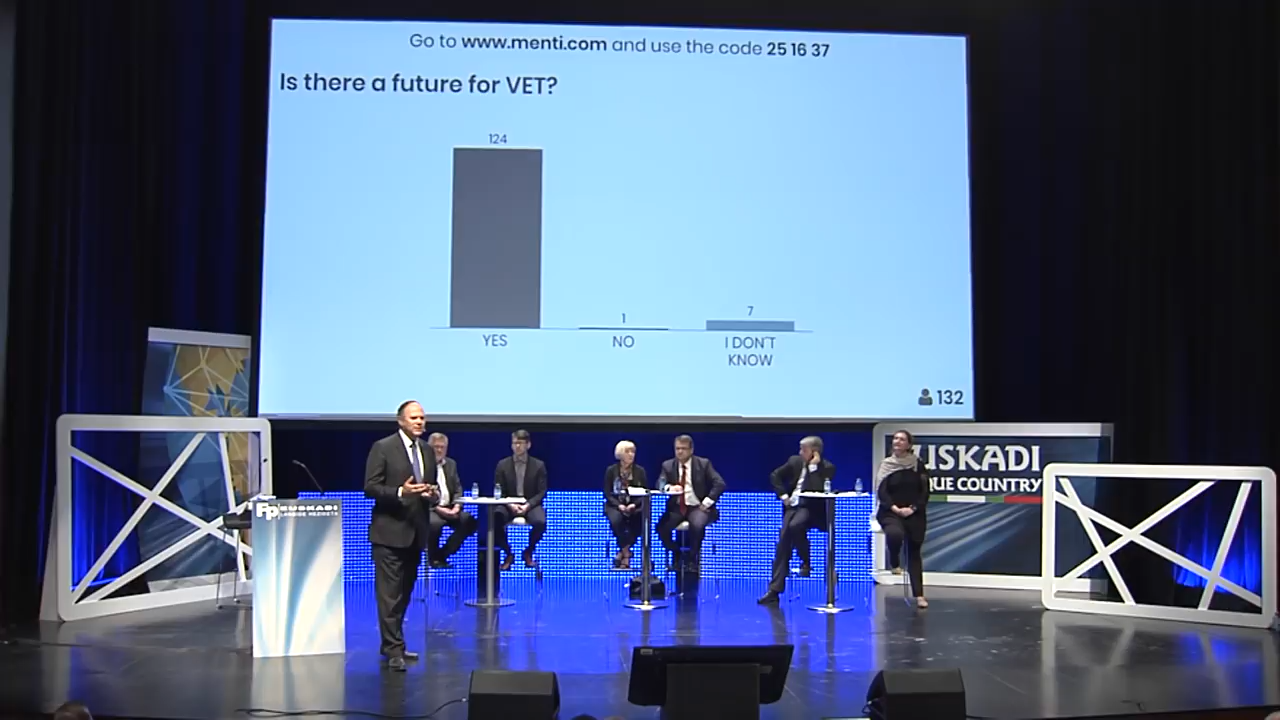 Go to www.menti.com and use the code 25 16 37
Is there a future for VET?
124
1
7
YES
NO
I DON'T
KNOW
132
USKADI
QUE COUNTRY
Fp EUSKADI